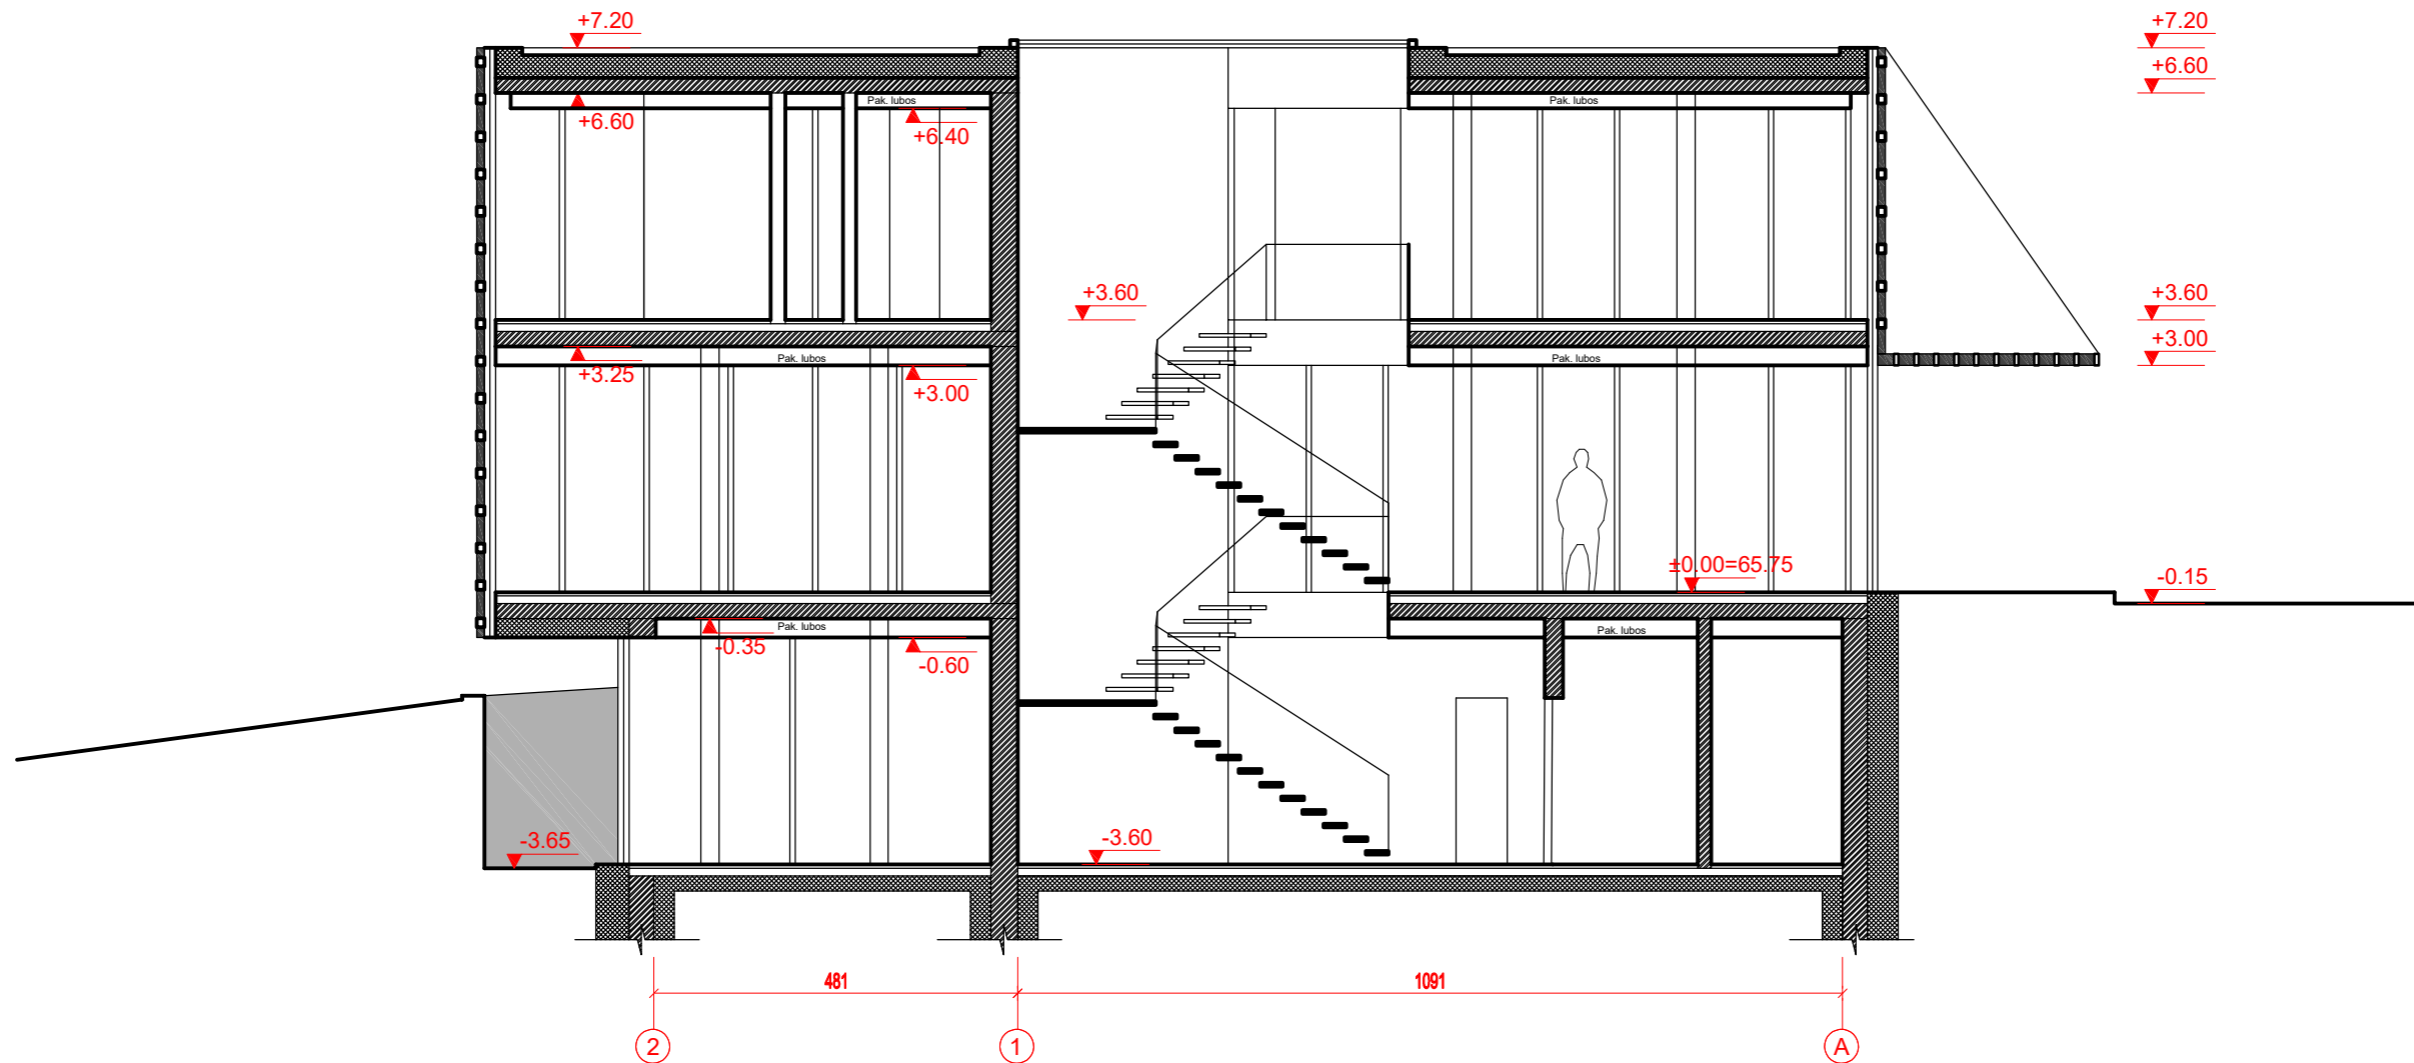 +7.20
+7.20
+6.60
Pak. lubos
Pak. lubos
+6.60
+6.40
+3.60
+3.60
+3.00
Pak. lubos
Pak. lubos
+3.25
+3.00
±0.00=65.75
-0.15
Pak. lubos
Pak. lubos
-0.35
-0.60
-3.65
-3.60
481
1091
2
1
A